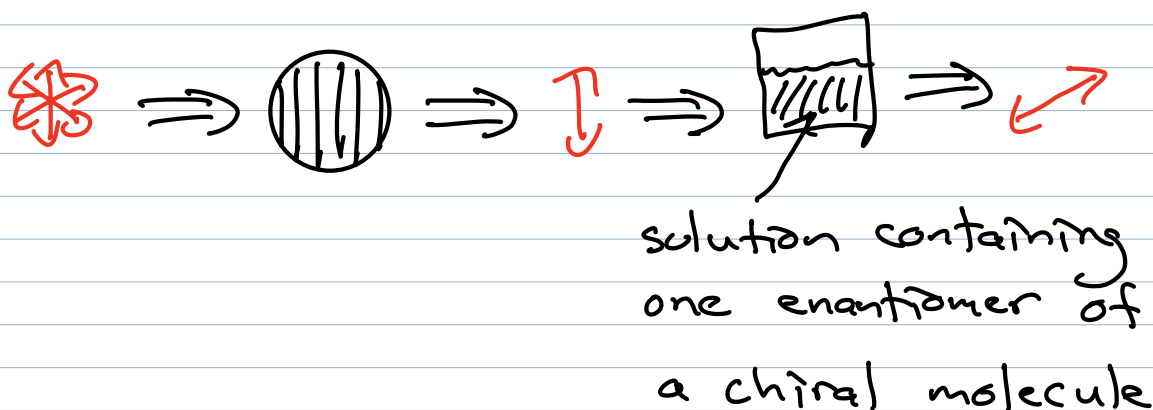 solution containing
one enantiomer of
a chiral molecule